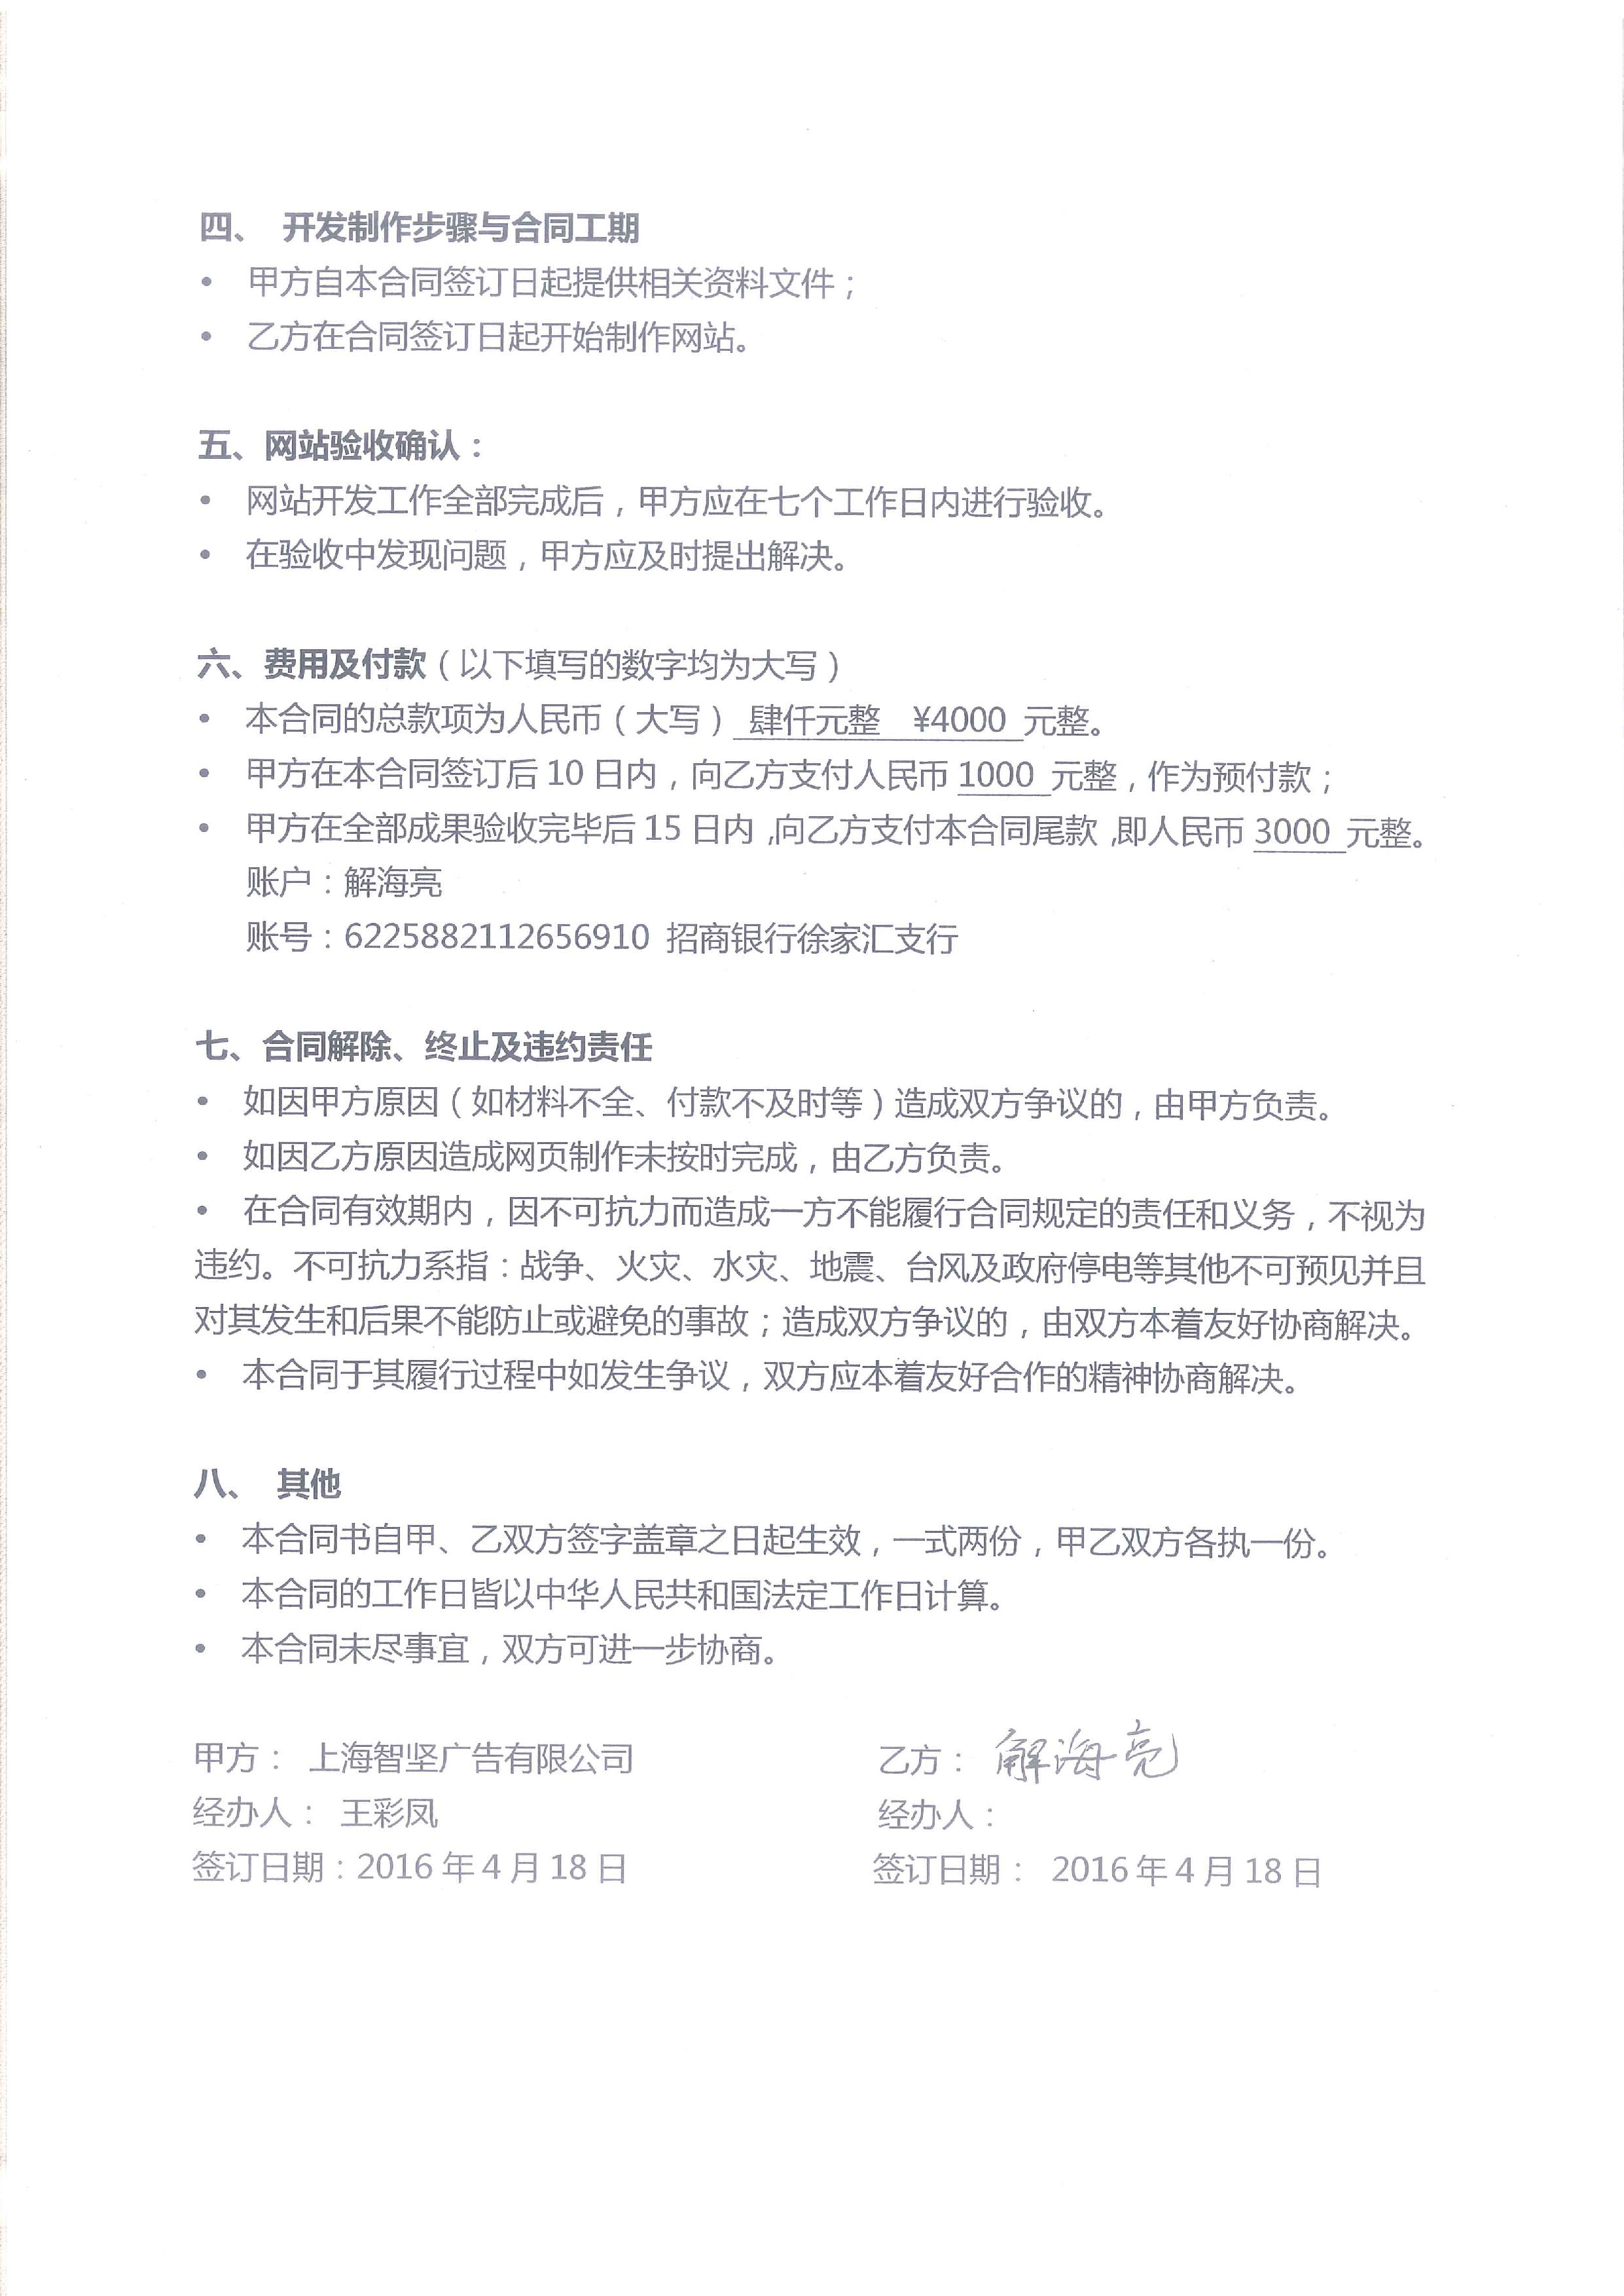 四、 开发制作步骤与合同工期
• 甲方自本合同签订日起提供相关资料文件；
• 乙方在合同签订日起开始制作网站。
五、网站验收确认：
• 网站开发工作全部完成后，甲方应在七个工作日内进行验收。
• 在验收中发现问题，甲方应及时提出解决。
六、费用及付款（以下填写的数字均为大写）
• 本合同的总款项为人民币（大写） 肆仟元整 ¥4000 元整。
• 甲方在本合同签订后 10 日内，向乙方支付人民币 1000 元整，作为预付款；
• 甲方在全部成果验收完毕后 15 日内，向乙方支付本合同尾款，即人民币 3000 元整。
账户：解海亮
账号：6225882112656910 招商银行徐家汇支行
七、合同解除、终止及违约责任
• 如因甲方原因（如材料不全、付款不及时等）造成双方争议的，由甲方负责。
• 如因乙方原因造成网页制作未按时完成，由乙方负责。
• 在合同有效期内，因不可抗力而造成一方不能履行合同规定的责任和义务，不视为
违约。不可抗力系指：战争、火灾、水灾、地震、台风及政府停电等其他不可预见并且
对其发生和后果不能防止或避免的事故；造成双方争议的，由双方本着友好协商解决。
• 本合同于其履行过程中如发生争议，双方应本着友好合作的精神协商解决。
八、 其他
• 本合同书自甲、乙双方签字盖章之日起生效，一式两份，甲乙双方各执一份。
• 本合同的工作日皆以中华人民共和国法定工作日计算。
• 本合同未尽事宜，双方可进一步协商。
甲方： 上海智坚广告有限公司 乙方： 解海亮
经办人： 王彩凤 经办人：
签订日期：2016 年 4 月 18 日 签订日期： 2016 年 4 月 18 日